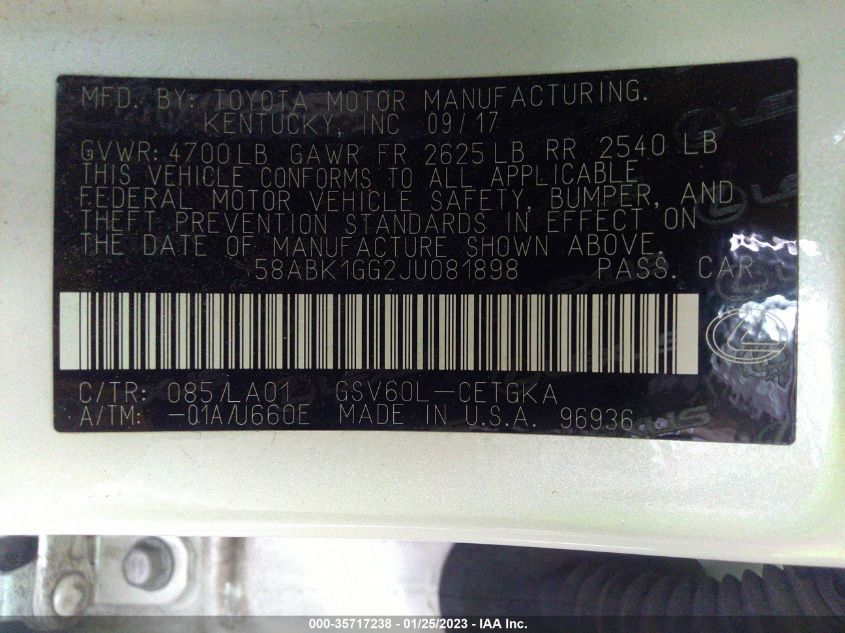 MFD. BY: TOYOTA MOTOR MANUFACTURING.
KENTUCKY, INC 09/17
GVWR: 4700LB GAWR FR 2625LB RR 2540 LB
THIS VEHICLE CONFORMS TO ALL APPLICABLE
FEDERAL MOTOR VEHICLE SAFETY, BUMPER, AND
THEFT PREVENTION STANDARDS IN EFFECT ON
THE DATE OF MANUFACTURE SHOWN ABOVE.
58ABK1GG2JU081898 PASS. CAR
C/TR: 085/LA01 GSV60L-CETGKA
A/TM: -01A/U660E MADE IN U.S.A. 96936
000-35717238 - 01/25/2023 - IAA Inc.